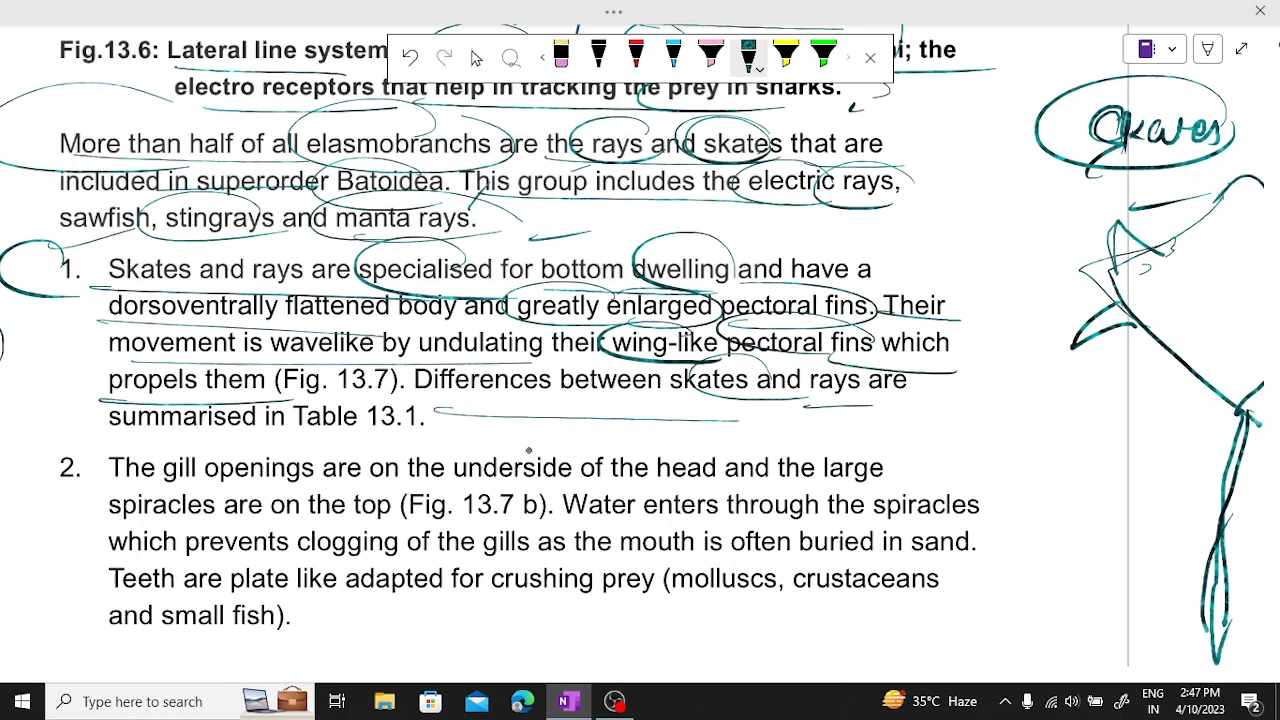 Fig.13.6: Lateral line system
; the
electro receptors that help in tracking the prey in sharks.
More than half of all elasmobranchs are the rays and skates that are
included in superorder Batoidea. This group includes the electric rays,
sawfish, stingrays and manta rays.
1. Skates and rays are specialised for bottom dwelling and have a
dorsoventrally flattened body and greatly enlarged pectoral fins. Their
movement is wavelike by undulating their wing-like pectoral fins which
propels them (Fig. 13.7). Differences between skates and rays are
summarised in Table 13.1.
2. The gill openings are on the underside of the head and the large
spiracles are on the top (Fig. 13.7 b). Water enters through the spiracles
which prevents clogging of the gills as the mouth is often buried in sand.
Teeth are plate like adapted for crushing prey (molluscs, crustaceans
and small fish).
Skates
Type here to search
35°C Haze
ENG
IN
2:47 PM
4/10/2023
2